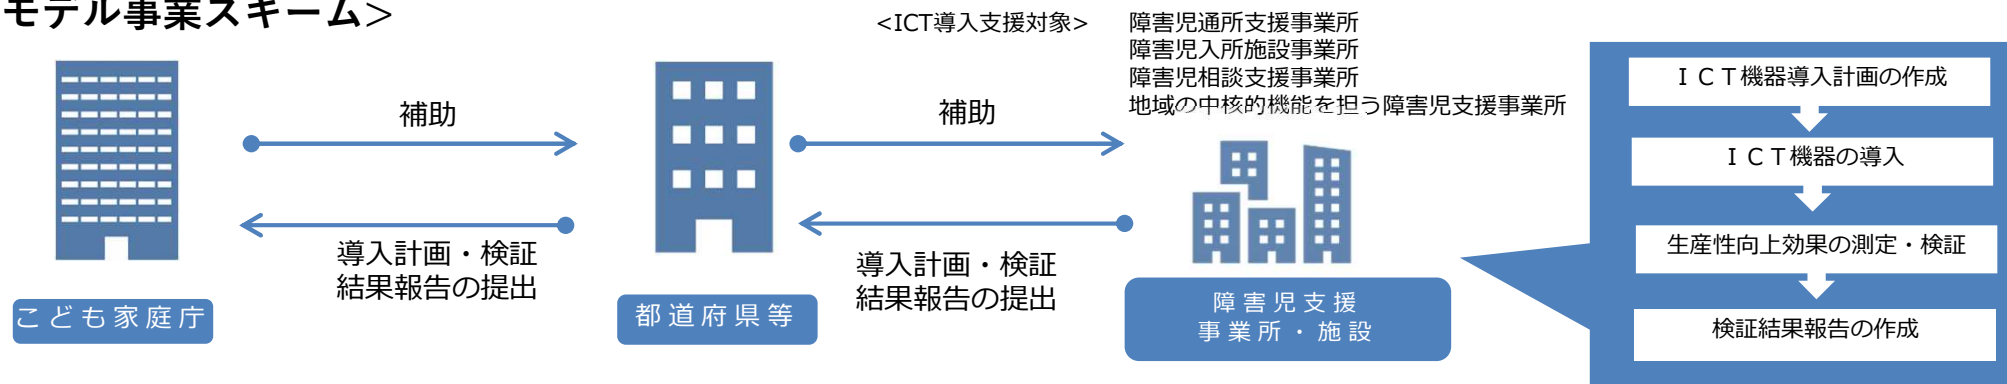 モデル事業スキーム>
<ICT導入支援対象>
障害児通所支援事業所
障害児入所施設事業所
障害児相談支援事業所
地域の中核的機能を担う障害児支援事業所
補助
補助
導入計画・検証
結果報告の提出
導入計画・検証
結果報告の提出
こども家庭庁
都道府県等
障害児支援
事業所・施設
ＩＣＴ機器導入計画の作成
ＩＣＴ機器の導入
生産性向上効果の測定・検証
検証結果報告の作成